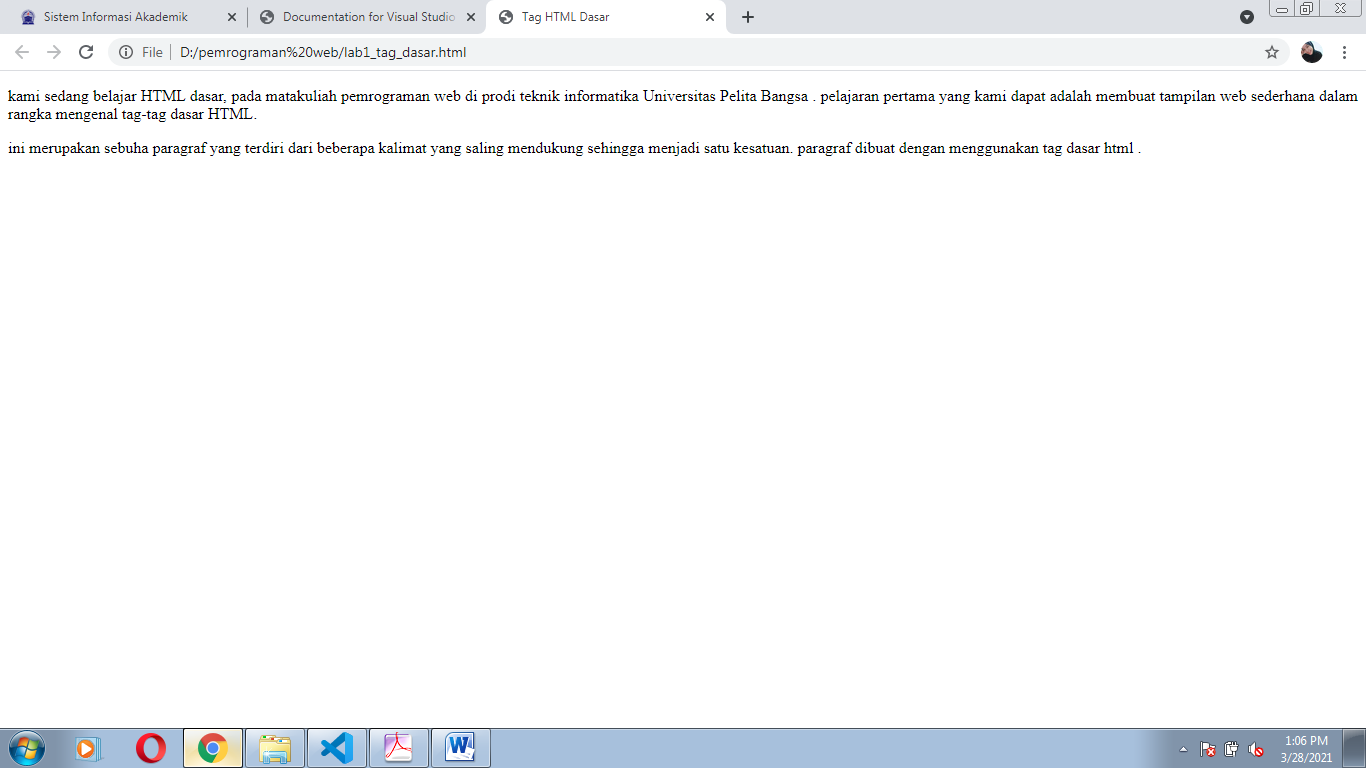 Sistem Informasi Akademik
Documentation for Visual Studio
Tag HTML Dasar
File
D:/pemrograman%20web/lab1_tag_dasar.html
kami sedang belajar HTML dasar, pada matakuliah pemrograman web di prodi teknik informatika Universitas Pelita Bangsa . pelajaran pertama yang kami dapat adalah membuat tampilan web sederhana dalam
rangka mengenal tag-tag dasar HTML.
ini merupakan sebuha paragraf yang terdiri dari beberapa kalimat yang saling mendukung sehingga menjadi satu kesatuan. paragraf dibuat dengan menggunakan tag dasar html .
1:06 PM
3/28/2021